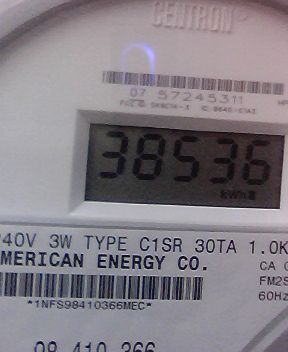 CENTRON®
07 57245311
38536
kWh
240V 3W TYPE C1SR 30TA 1.0K
AMERICAN ENERGY CO.
CA
FM2S
60Hz
*1NFS98410366MEC*
98 410 366